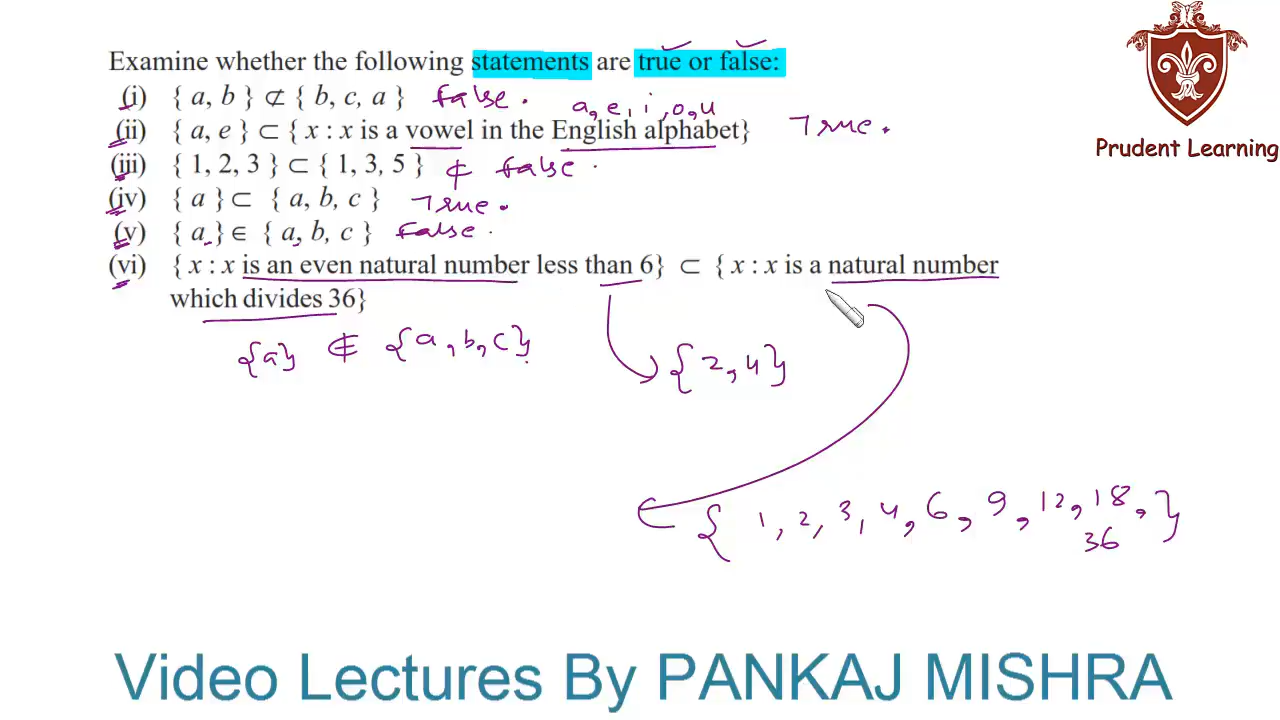 Examine whether the following statements are true or false:
(i) { a, b } ⊄ { b, c, a } false.
a, e, i, o, u
(ii) { a, e } ⊂ { x : x is a vowel in the English alphabet} True.
(iii) { 1, 2, 3 } ⊂ { 1, 3, 5 } ⊄ false.
(iv) { a } ⊂ { a, b, c } True.
(v) { a } ∈ { a, b, c } false.
(vi) { x : x is an even natural number less than 6} ⊂ { x : x is a natural number
which divides 36}
{a} ∉ {a, b, c}
{2, 4}
{ 1, 2, 3, 4, 6, 9, 12, 18, }
36
Prudent Learning
Video Lectures By PANKAJ MISHRA